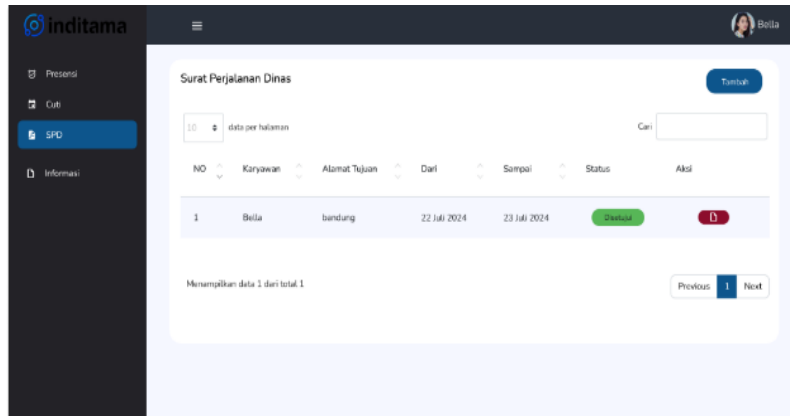 inditama
Bella
Presensi
Cuti
SPD
Informasi
Surat Perjalanan Dinas
Tambah
10 data per halaman
Cari
NO Karyawan Alamat Tujuan Dari Sampai Status Aksi
1 Bella bandung 22 Juli 2024 23 Juli 2024 Disetujui
Menampilkan data 1 dari total 1
Previous 1 Next